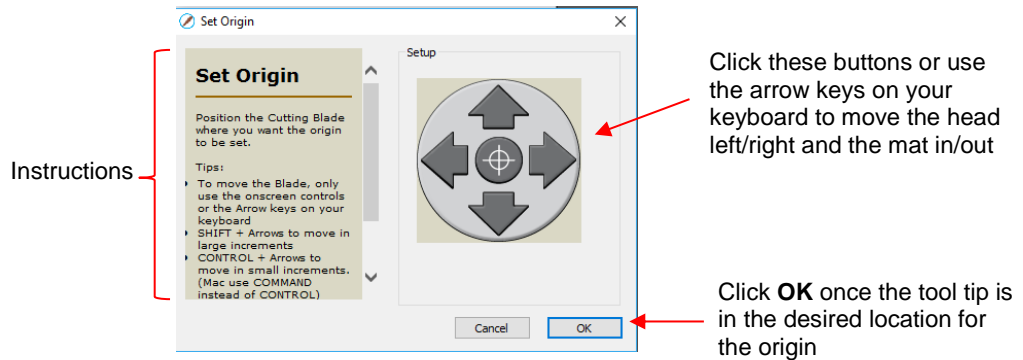 Set Origin
Instructions
Set Origin
Position the Cutting Blade
where you want the origin
to be set.
Tips:
To move the Blade, only
use the onscreen controls
or the Arrow keys on your
keyboard
SHIFT + Arrows to move in
large increments
CONTROL + Arrows to
move in small increments.
(Mac use COMMAND
instead of CONTROL)
Setup
Cancel
OK
Click these buttons or use
the arrow keys on your
keyboard to move the head
left/right and the mat in/out
Click OK once the tool tip is
in the desired location for
the origin